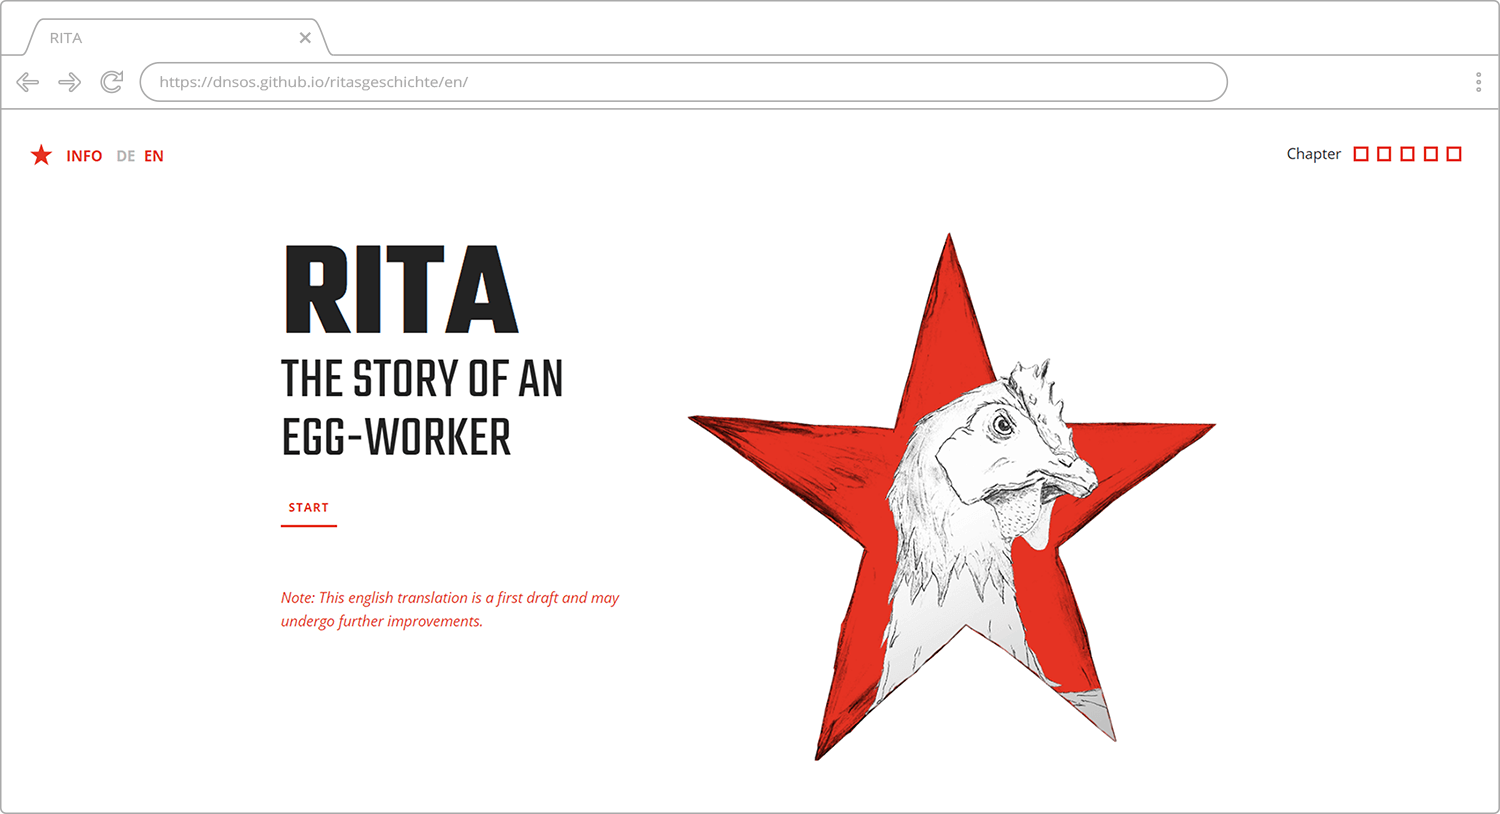 RITA
https://dnsos.github.io/ritasgeschichte/en/
INFO DE EN
Chapter
RITA
THE STORY OF AN
EGG-WORKER
START
Note: This english translation is a first draft and may
undergo further improvements.